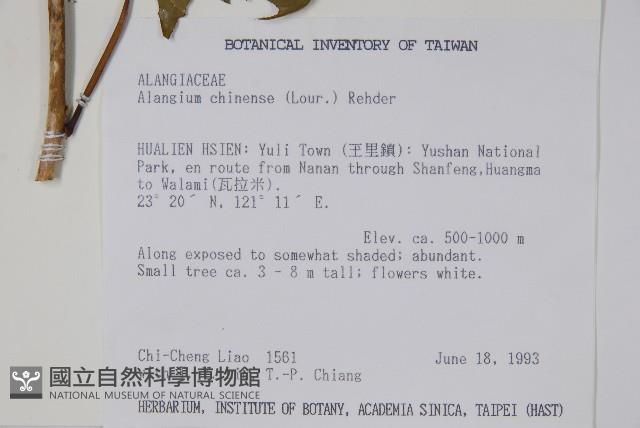 BOTANICAL INVENTORY OF TAIWAN
ALANGIACEAE
Alangium chinense (Lour.) Rehder
HUALIEN HSIEN: Yuli Town (玉里鎮): Yushan National
Park, en route from Nanan through Shanfeng,Huangma
to Walami(瓦拉米).
23° 20´ N, 121° 11´ E.
Elev. ca. 500-1000 m
Along exposed to somewhat shaded; abundant.
Small tree ca. 3 - 8 m tall; flowers white.
Chi-Cheng Liao 1561 June 18, 1993
T.-P. Chiang
國立自然科學博物館
NATIONAL MUSEUM OF NATURAL SCIENCE
HERBARIUM, INSTITUTE OF BOTANY, ACADEMIA SINICA, TAIPEI (HAST)